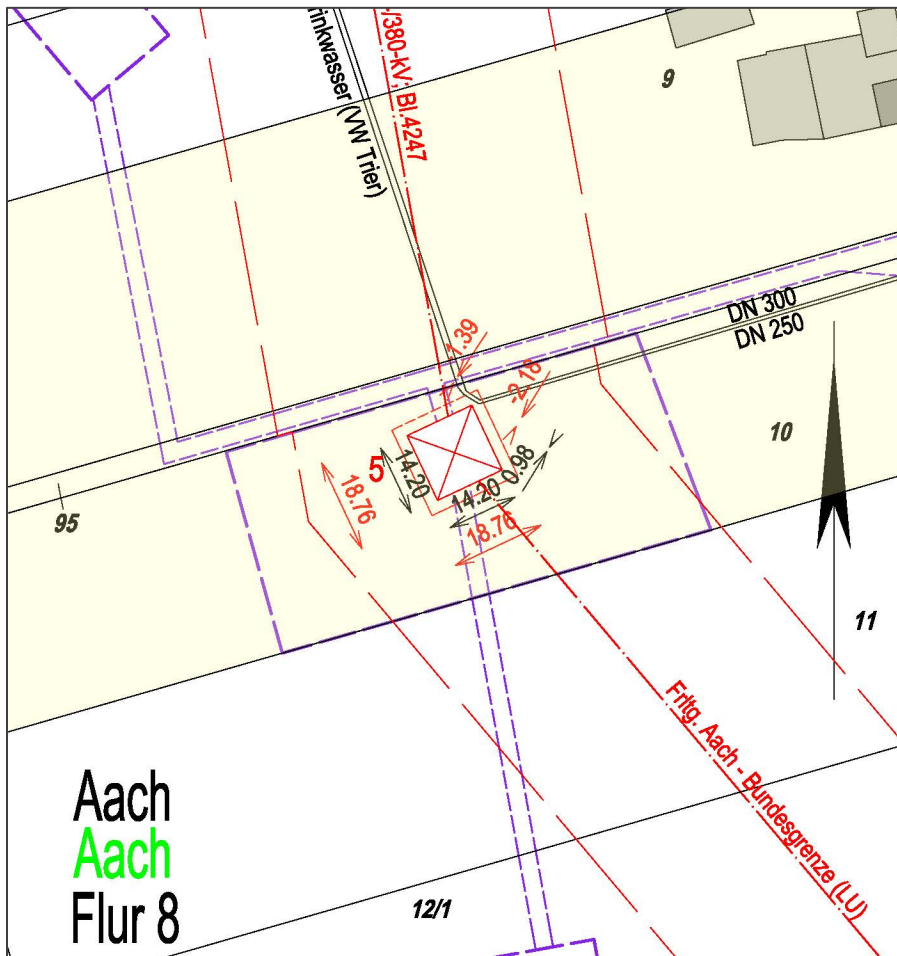 rinkwasser (VW Trier)
/380-kV; Bl.4247
9
DN 300
DN 250
-1.39
-2.18
10
5
14.20
18.76
14.20
0.98
18.76
95
11
Frltg. Aach - Bundesgrenze (LU)
Aach
Aach
Flur 8
12/1